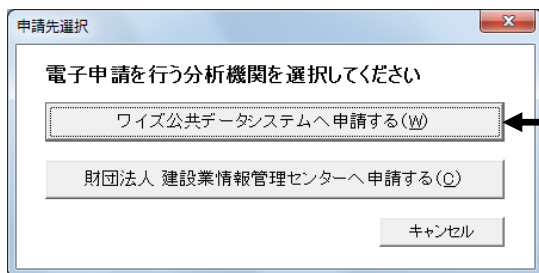 申請先選択
電子申請を行う分析機関を選択してください
ワイズ公共データシステムへ申請する(W)
財団法人 建設業情報管理センターへ申請する(C)
キャンセル